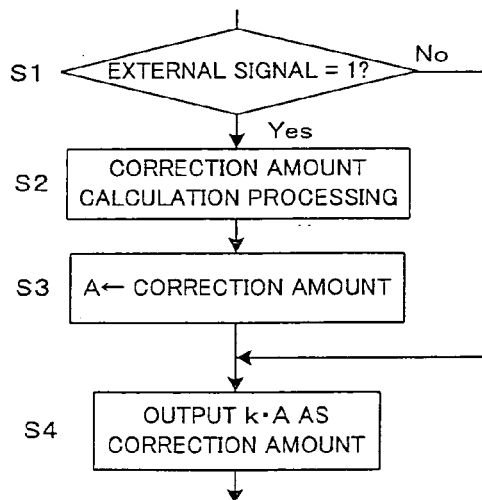 S1
EXTERNAL SIGNAL = 1?
No
Yes
S2
CORRECTION AMOUNT
CALCULATION PROCESSING
S3
A← CORRECTION AMOUNT
S4
OUTPUT k·A AS
CORRECTION AMOUNT